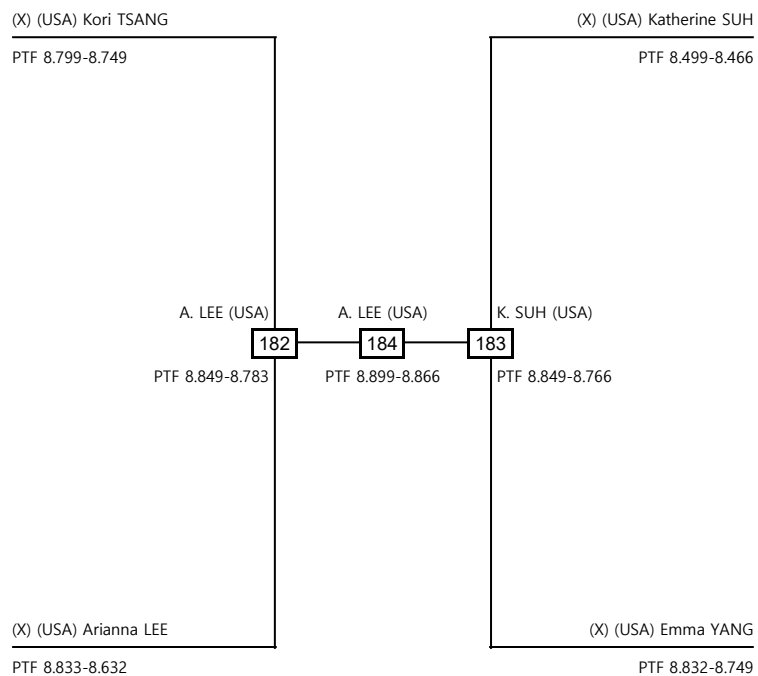 (X) (USA) Kori TSANG
(X) (USA) Katherine SUH
PTF 8.799-8.749
PTF 8.499-8.466
A. LEE (USA)
A. LEE (USA)
K. SUH (USA)
182
184
183
PTF 8.849-8.783
PTF 8.899-8.866
PTF 8.849-8.766
(X) (USA) Arianna LEE
(X) (USA) Emma YANG
PTF 8.833-8.632
PTF 8.832-8.749